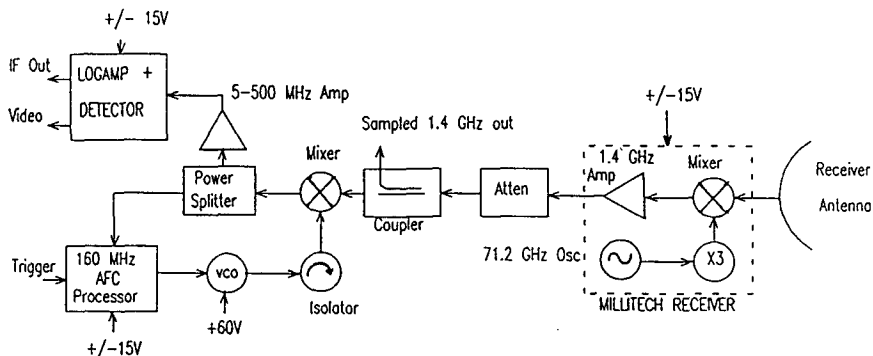 +/- 15V
IF Out
LOGAMP +
DETECTOR
Video
5-500 MHz Amp
Sampled 1.4 GHz out
+/-15V
Mixer
1.4 GHz
Amp
Mixer
Receiver
Antenna
Power
Splitter
Coupler
Atten
71.2 GHz Osc
X3
MILLITECH RECEIVER
Trigger
160 MHz
AFC
Processor
VCO
Isolator
+60V
+/-15V